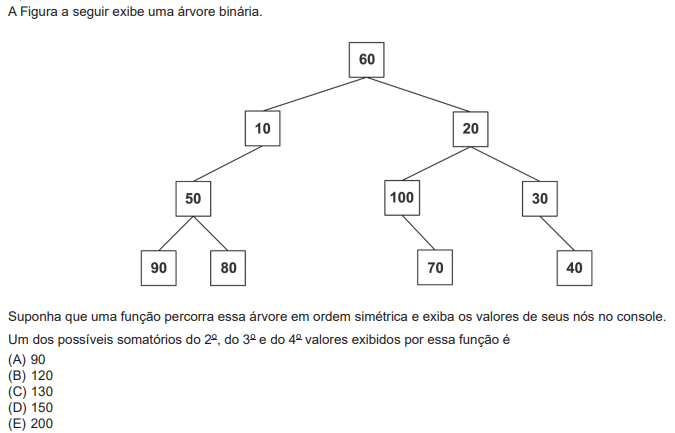 A Figura a seguir exibe uma árvore binária.
60
10 20
50 100 30
90 80 70 40
Suponha que uma função percorra essa árvore em ordem simétrica e exiba os valores de seus nós no console.
Um dos possíveis somatórios do 2º, do 3º e do 4º valores exibidos por essa função é
(A) 90
(B) 120
(C) 130
(D) 150
(E) 200